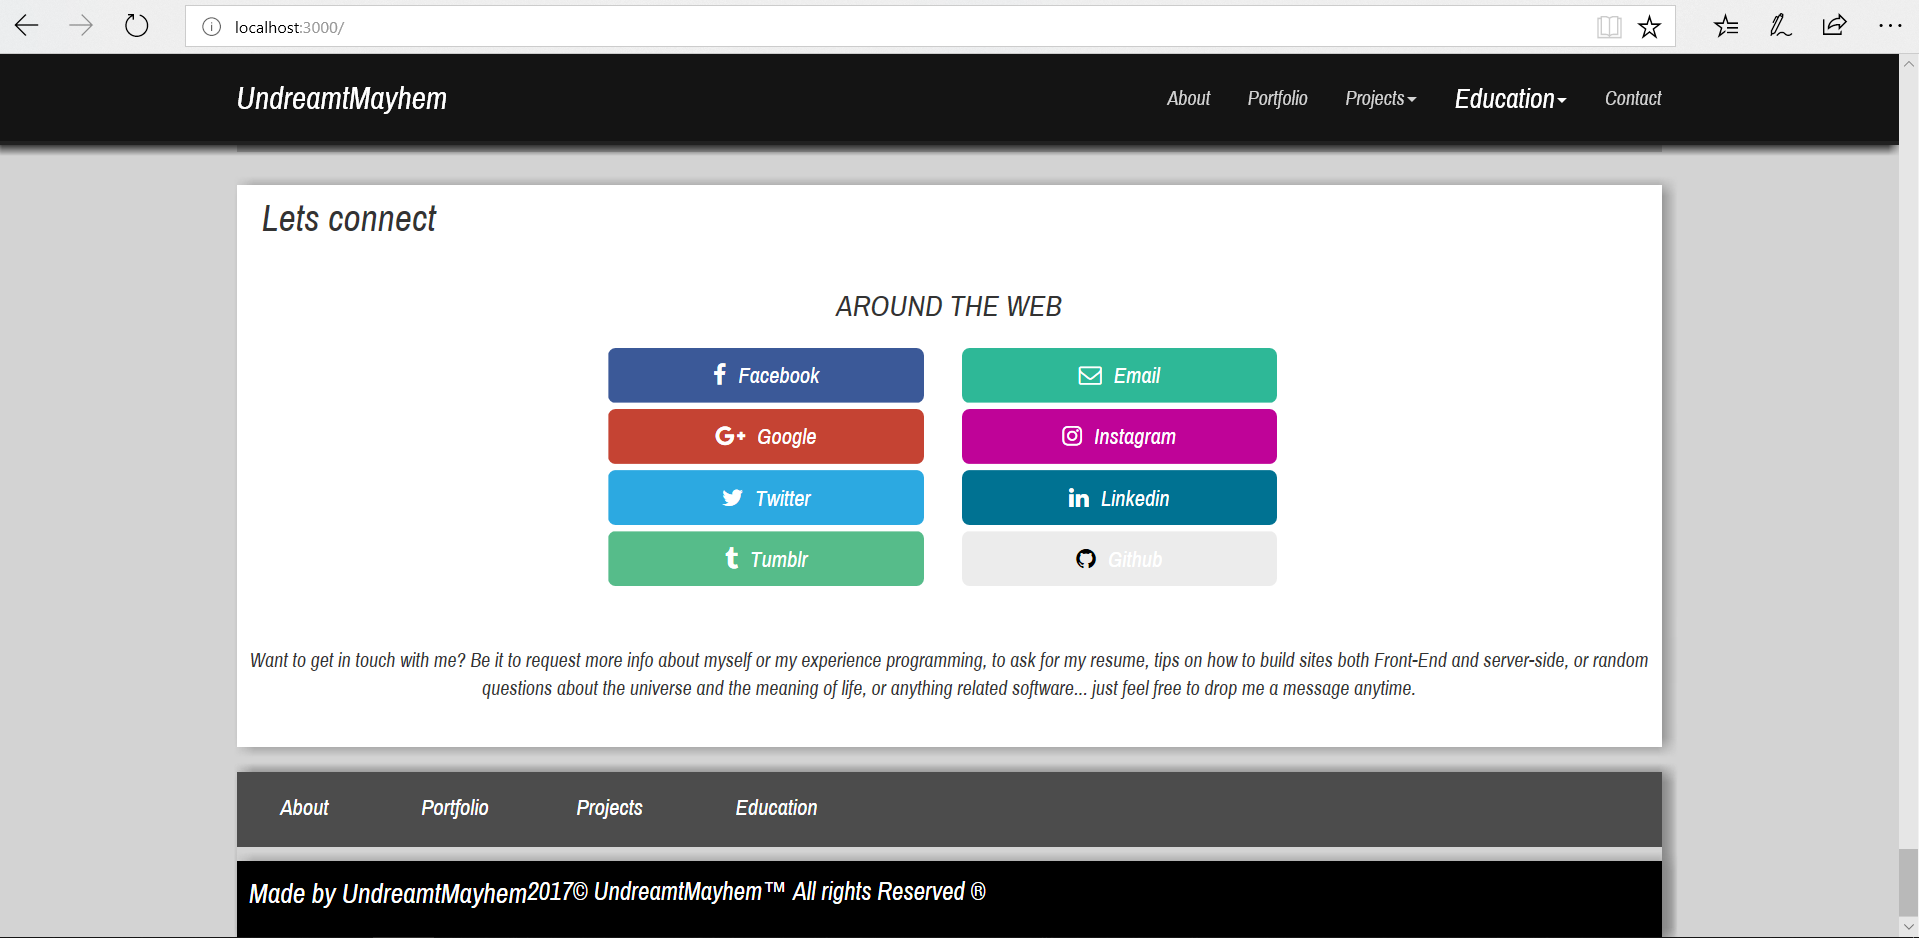 localhost:3000/
UndreamtMayhem About Portfolio Projects Education Contact
Lets connect
AROUND THE WEB
Facebook Email
G+ Google Instagram
Twitter in Linkedin
t Tumblr Github
Want to get in touch with me? Be it to request more info about myself or my experience programming, to ask for my resume, tips on how to build sites both Front-End and server-side, or random
questions about the universe and the meaning of life, or anything related software... just feel free to drop me a message anytime.
About Portfolio Projects Education
Made by UndreamtMayhem2017© UndreamtMayhem™ All rights Reserved ®